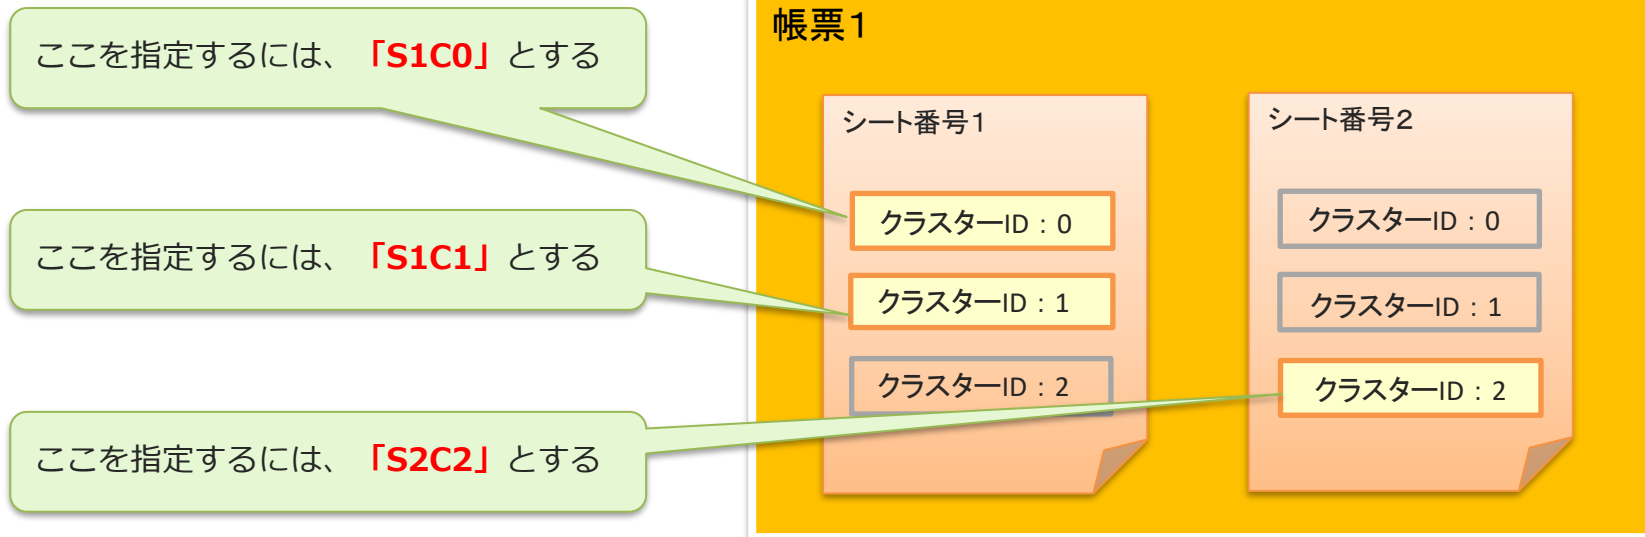 ここを指定するには、「S1C0」とする
ここを指定するには、「S1C1」とする
ここを指定するには、「S2C2」とする
帳票1
シート番号1
クラスターID：0
クラスターID：1
クラスターID：2
シート番号2
クラスターID：0
クラスターID：1
クラスターID：2